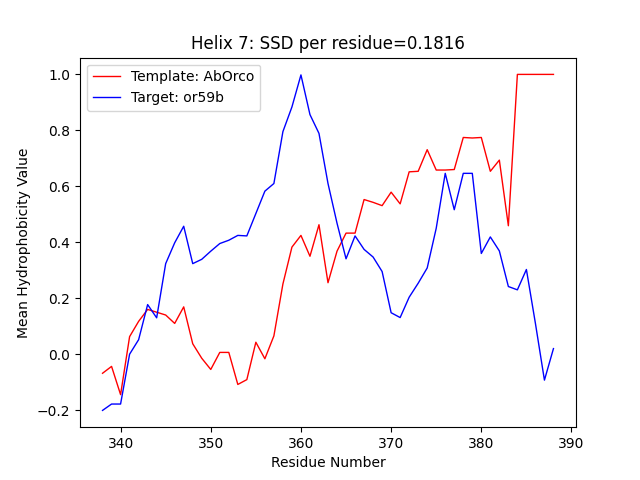 Helix 7: SSD per residue=0.1816
Template: AbOrco
Target: or59b
Mean Hydrophobicity Value
1.0
0.8
0.6
0.4
0.2
0.0
−0.2
340
350
360
370
380
390
Residue Number